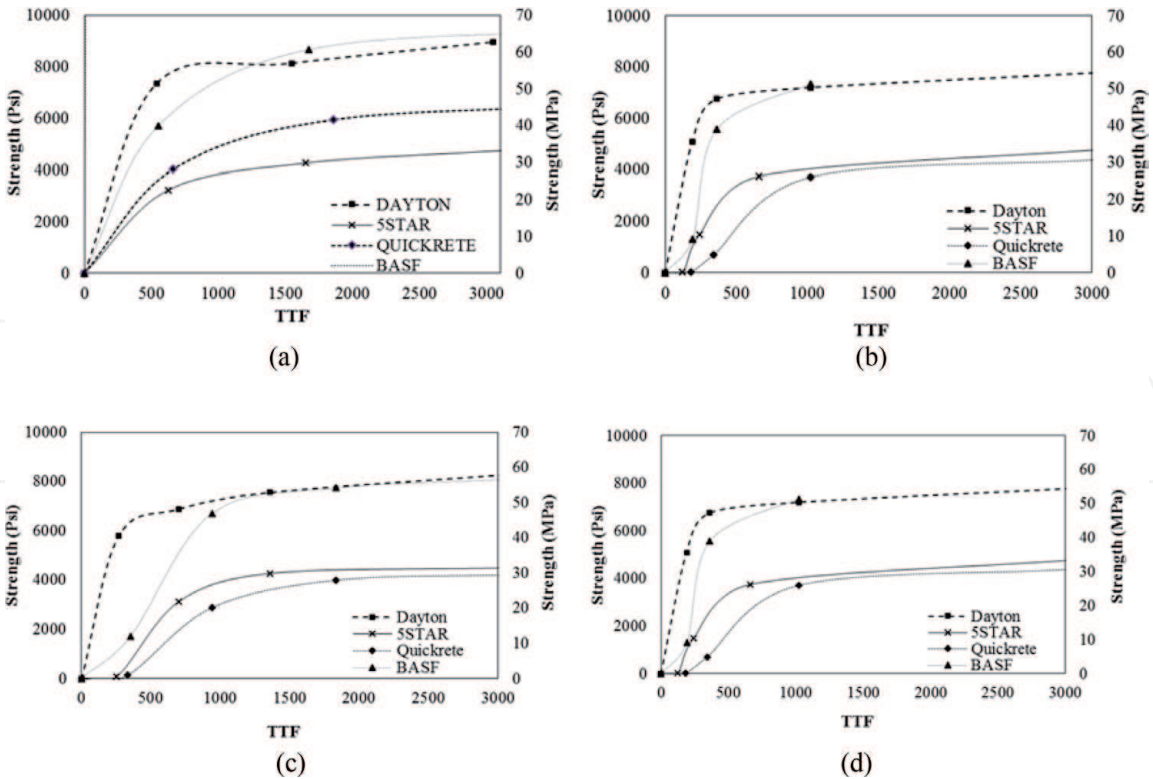 10000
8000
6000
4000
2000
0
Strength (Psi)
70
60
50
40
30
20
10
0
Strength (MPa)
DAYTON
5STAR
QUICKRETE
BASF
0 500 1000 1500 2000 2500 3000
TTF
(a)
10000
8000
6000
4000
2000
0
Strength (Psi)
70
60
50
40
30
20
10
0
Strength (MPa)
Dayton
5STAR
Quickrete
BASF
0 500 1000 1500 2000 2500 3000
TTF
(b)
10000
8000
6000
4000
2000
0
Strength (Psi)
70
60
50
40
30
20
10
0
Strength (MPa)
Dayton
5STAR
Quickrete
BASF
0 500 1000 1500 2000 2500 3000
TTF
(c)
10000
8000
6000
4000
2000
0
Strength (Psi)
70
60
50
40
30
20
10
0
Strength (MPa)
Dayton
5STAR
Quickrete
BASF
0 500 1000 1500 2000 2500 3000
TTF
(d)